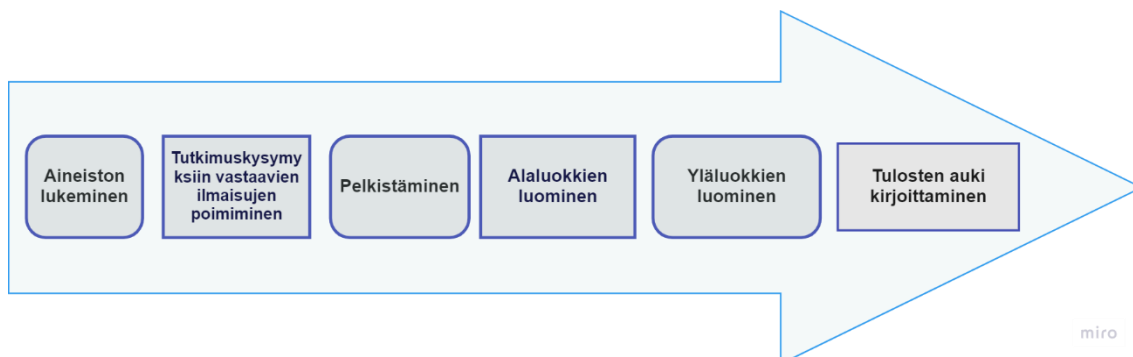 Aineiston
lukeminen
Tutkimuskysymy
ksiin vastaavien
ilmaisujen
poimiminen
Pelkistäminen
Alaluokkien
luominen
Yläluokkien
luominen
Tulosten auki
kirjoittaminen
miro